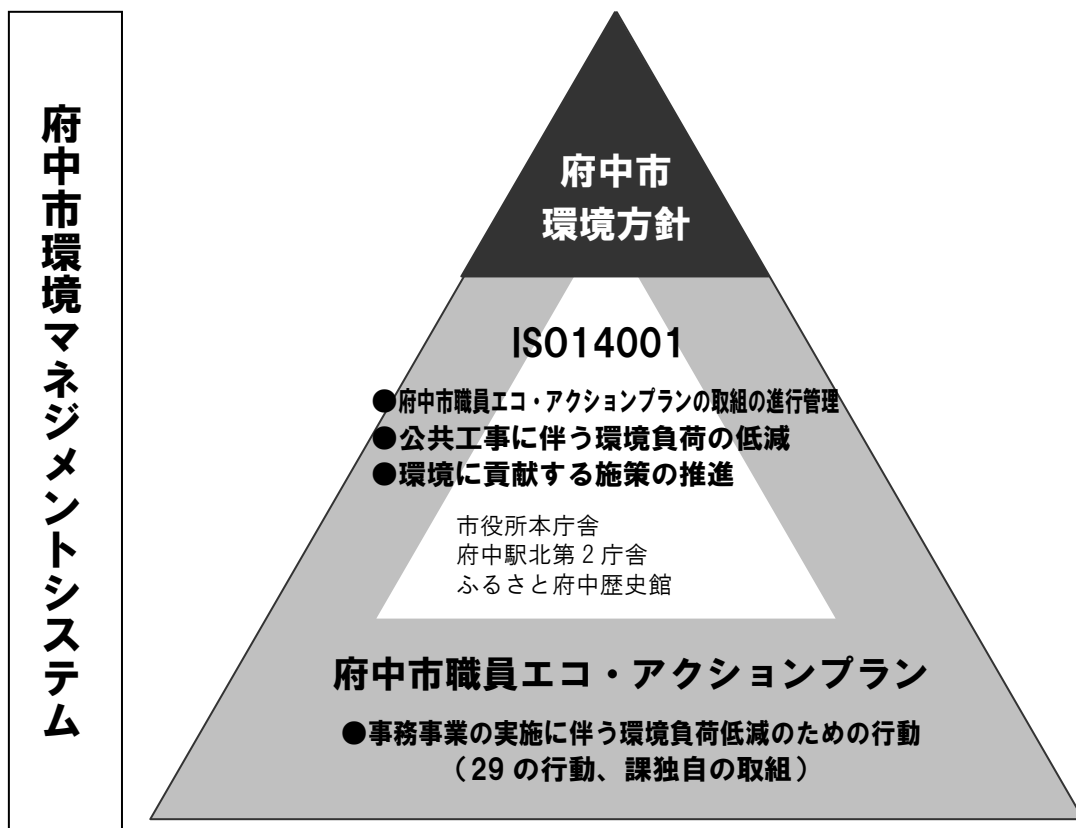 府中市環境マネジメントシステム
府中市
環境方針
ISO14001
●府中市職員エコ・アクションプランの取組の進行管理
●公共工事に伴う環境負荷の低減
●環境に貢献する施策の推進
市役所本庁舎
府中駅北第2庁舎
ふるさと府中歴史館
府中市職員エコ・アクションプラン
●事務事業の実施に伴う環境負荷低減のための行動
（29の行動、課独自の取組）